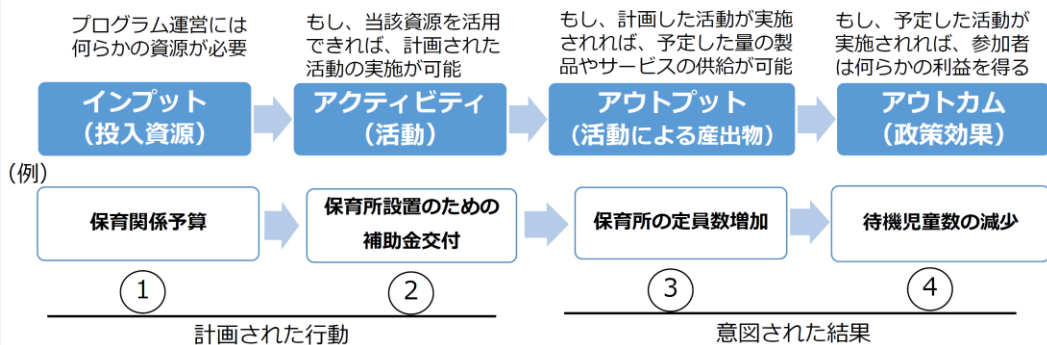 プログラム運営には
何らかの資源が必要
もし、当該資源を活用
できれば、計画された
活動の実施が可能
もし、計画した活動が実施
されれば、予定した量の製
品やサービスの供給が可能
もし、予定した活動が
実施されれば、参加者
は何らかの利益を得る
インプット
（投入資源）
アクティビティ
（活動）
アウトプット
（活動による産出物）
アウトカム
（政策効果）
（例）
保育関係予算
保育所設置のための
補助金交付
保育所の定員数増加
待機児童数の減少
1
2
3
4
計画された行動
意図された結果